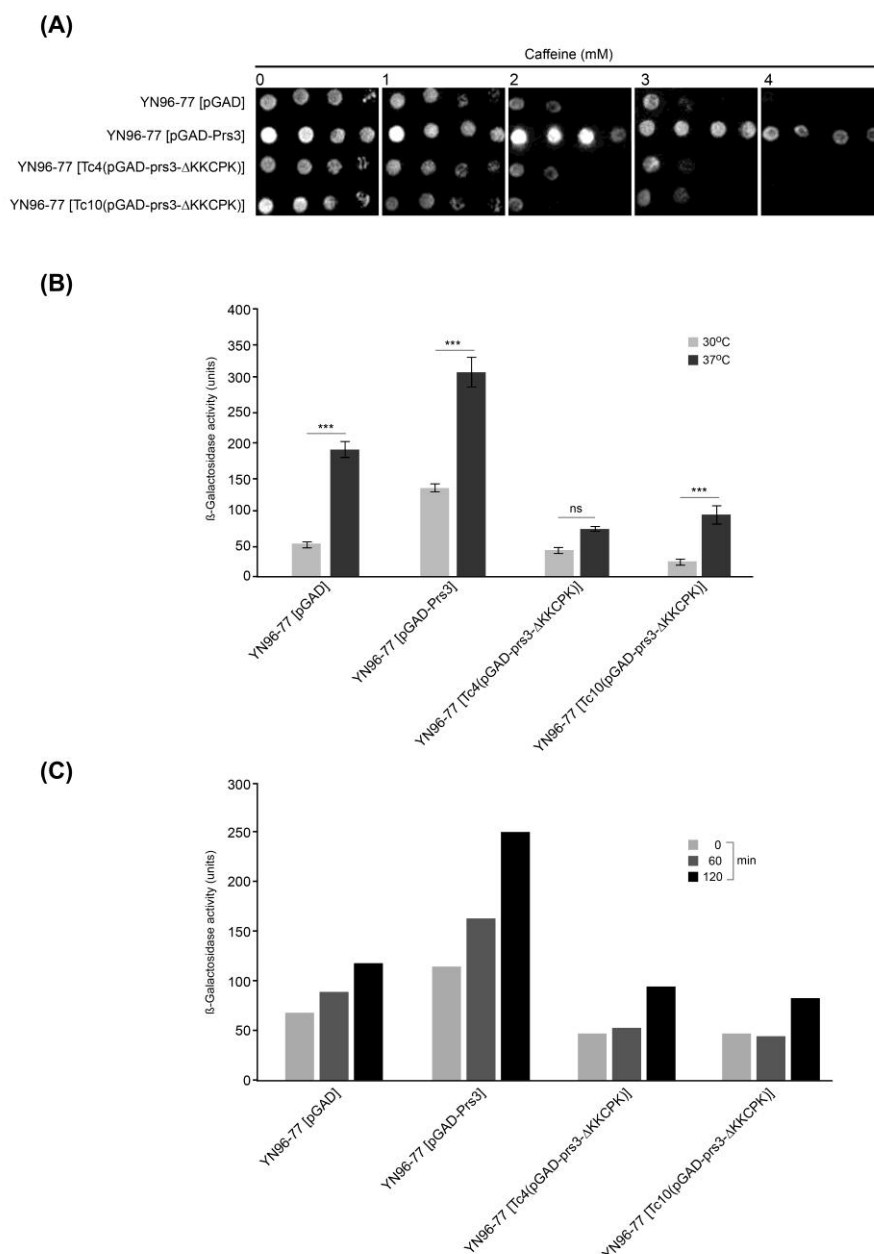 (A)
Caffeine (mM)
0 1 2 3 4
YN96-77 [pGAD]
YN96-77 [pGAD-Prs3]
YN96-77 [Tc4(pGAD-prs3-ΔKKCPK)]
YN96-77 [Tc10(pGAD-prs3-ΔKKCPK)]
(B)
400
350
300
250
200
150
100
50
0
ß-Galactosidase activity (units)
30ºC
37ºC
***
***
ns
***
YN96-77 [pGAD]
YN96-77 [pGAD-Prs3]
YN96-77 [Tc4(pGAD-prs3-ΔKKCPK)]
YN96-77 [Tc10(pGAD-prs3-ΔKKCPK)]
(C)
300
250
200
150
100
50
0
ß-Galactosidase activity (units)
0
60 min
120
YN96-77 [pGAD]
YN96-77 [pGAD-Prs3]
YN96-77 [Tc4(pGAD-prs3-ΔKKCPK)]
YN96-77 [Tc10(pGAD-prs3-ΔKKCPK)]